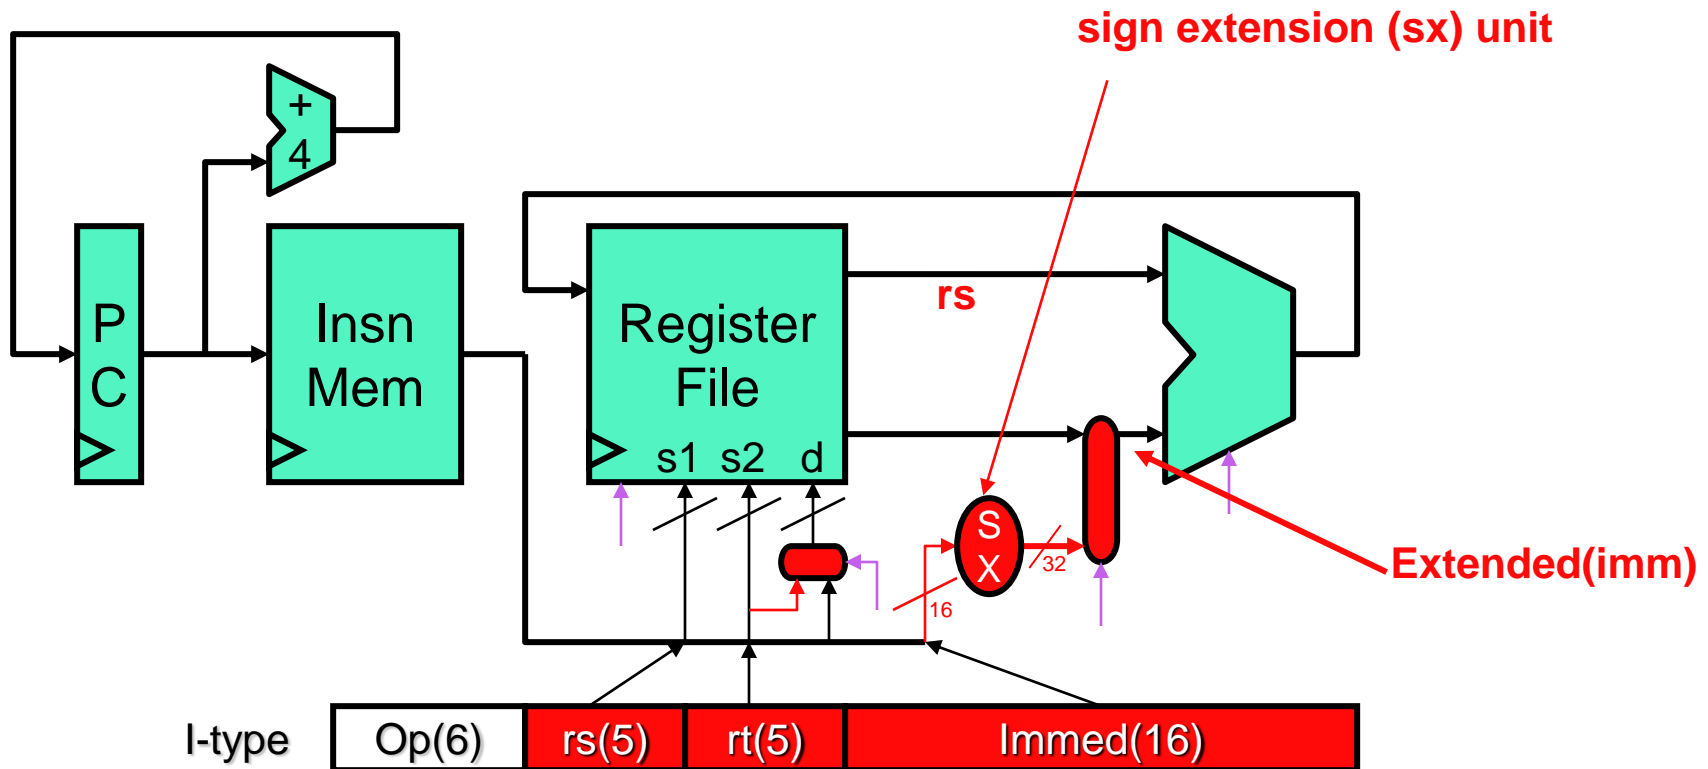 sign extension (sx) unit
+
4
P
C
Insn
Mem
Register
File
s1 s2 d
rs
S
X
32
16
Extended(imm)
I-type Op(6) rs(5) rt(5) Immed(16)